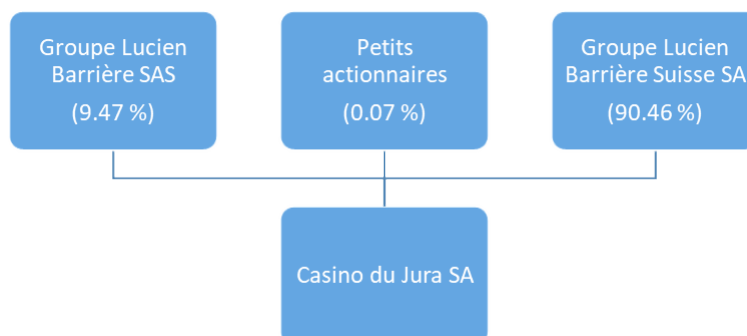 Groupe Lucien
Barrière SAS
(9.47 %)
Petits
actionnaires
(0.07 %)
Groupe Lucien
Barrière Suisse SA
(90.46 %)
Casino du Jura SA